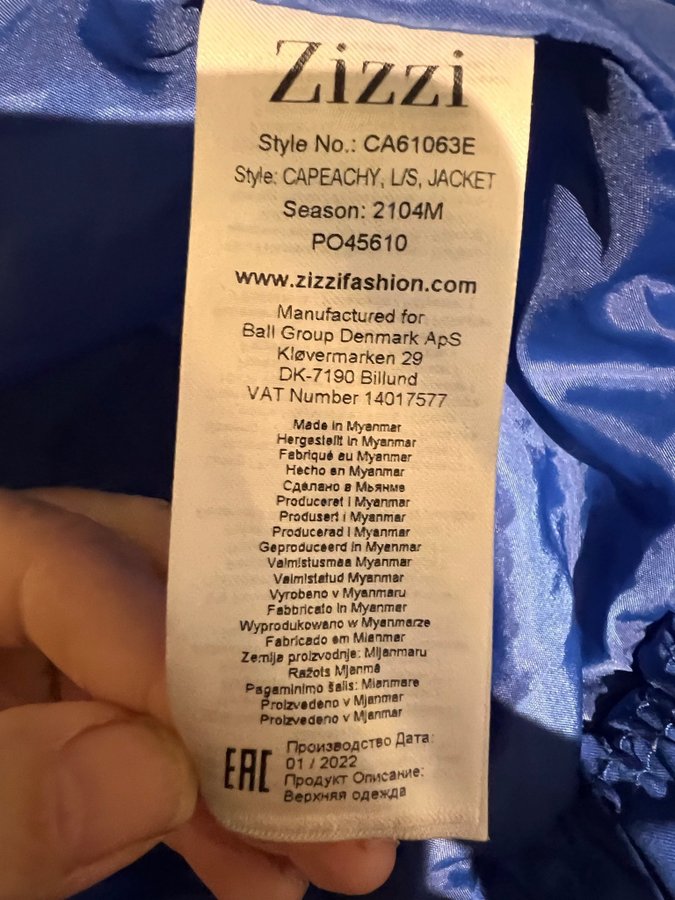 Zizzi
Style No.: CA61063E
Style: CAPEACHY, L/S, JACKET
Season: 2104M
PO45610
www.zizzifashion.com
Manufactured for
Ball Group Denmark ApS
Kløvermarken 29
DK-7190 Billund
VAT Number 14017577
Made in Myanmar
Hergestellt in Myanmar
Fabriqué au Myanmar
Hecho en Myanmar
Сделано в Мьянме
Produceret i Myanmar
Produsert i Myanmar
Producerad i Myanmar
Geproduceerd in Myanmar
Valmistusmaa Myanmar
Valmistatud Myanmar
Vyrobeno v Myanmaru
Fabbricato in Myanmar
Wyprodukowano w Myanmarze
Fabricado em Mianmar
Zemlja proizvodnje: Mijanmaru
Ražots Mjanmā
Pagaminimo šalis: Mianmare
Proizvedeno v Mjanmar
Proizvedeno v Mjanmar
EAC
Производство Дата:
01 / 2022
Продукт Описание:
Верхняя одежда